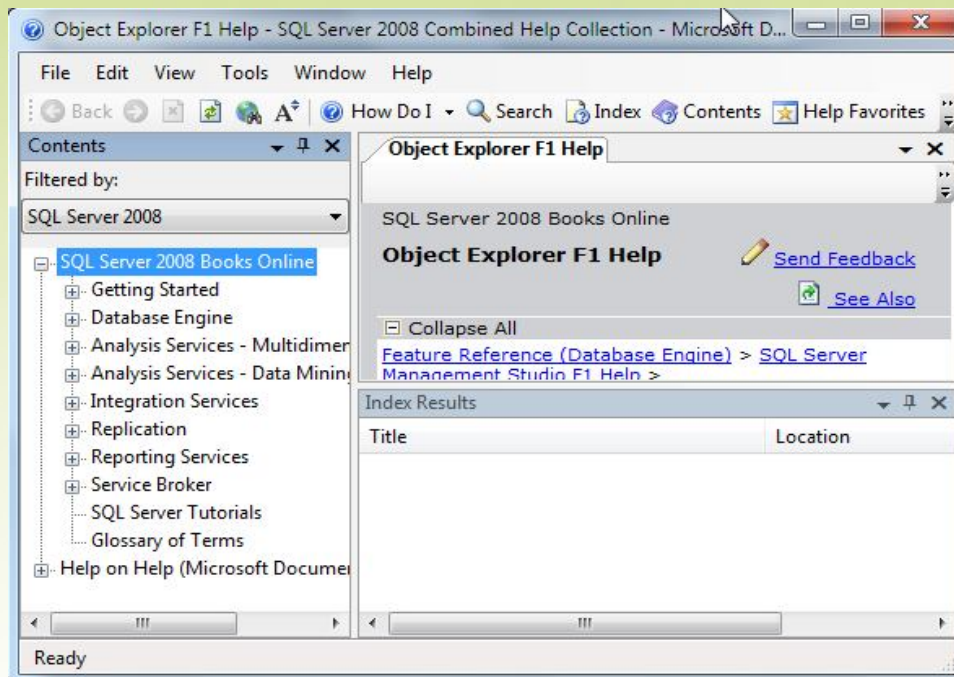 Object Explorer F1 Help - SQL Server 2008 Combined Help Collection - Microsoft D...
File Edit View Tools Window Help
Back How Do I Search Index Contents Help Favorites
Contents
Filtered by:
SQL Server 2008
SQL Server 2008 Books Online
Getting Started
Database Engine
Analysis Services - Multidimen
Analysis Services - Data Mining
Integration Services
Replication
Reporting Services
Service Broker
SQL Server Tutorials
Glossary of Terms
Help on Help (Microsoft Documen
Object Explorer F1 Help
SQL Server 2008 Books Online
Object Explorer F1 Help
Send Feedback
See Also
Collapse All
Feature Reference (Database Engine) > SQL Server
Management Studio F1 Help >
Index Results
Title Location
Ready